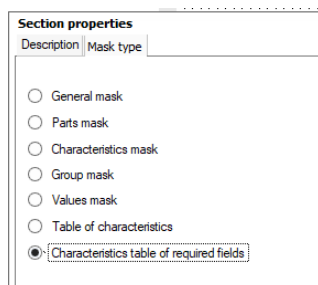 Section properties
Description Mask type
General mask
Parts mask
Characteristics mask
Group mask
Values mask
Table of characteristics
Characteristics table of required fields